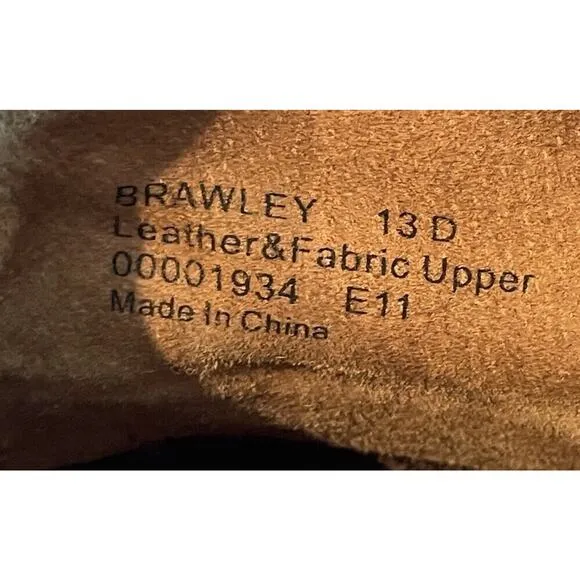 BRAWLEY 13 D
Leather&Fabric Upper
00001934 E11
Made In China